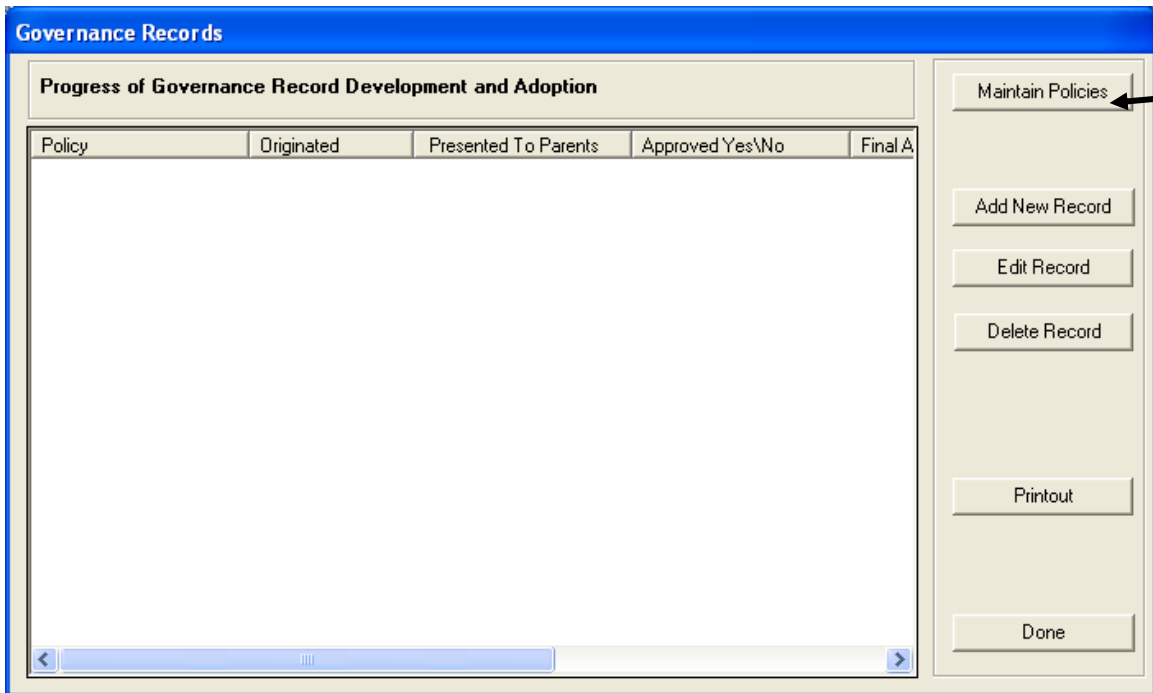 Governance Records
Progress of Governance Record Development and Adoption
Maintain Policies
Policy Originated Presented To Parents Approved Yes\No Final A
Add New Record
Edit Record
Delete Record
Printout
Done